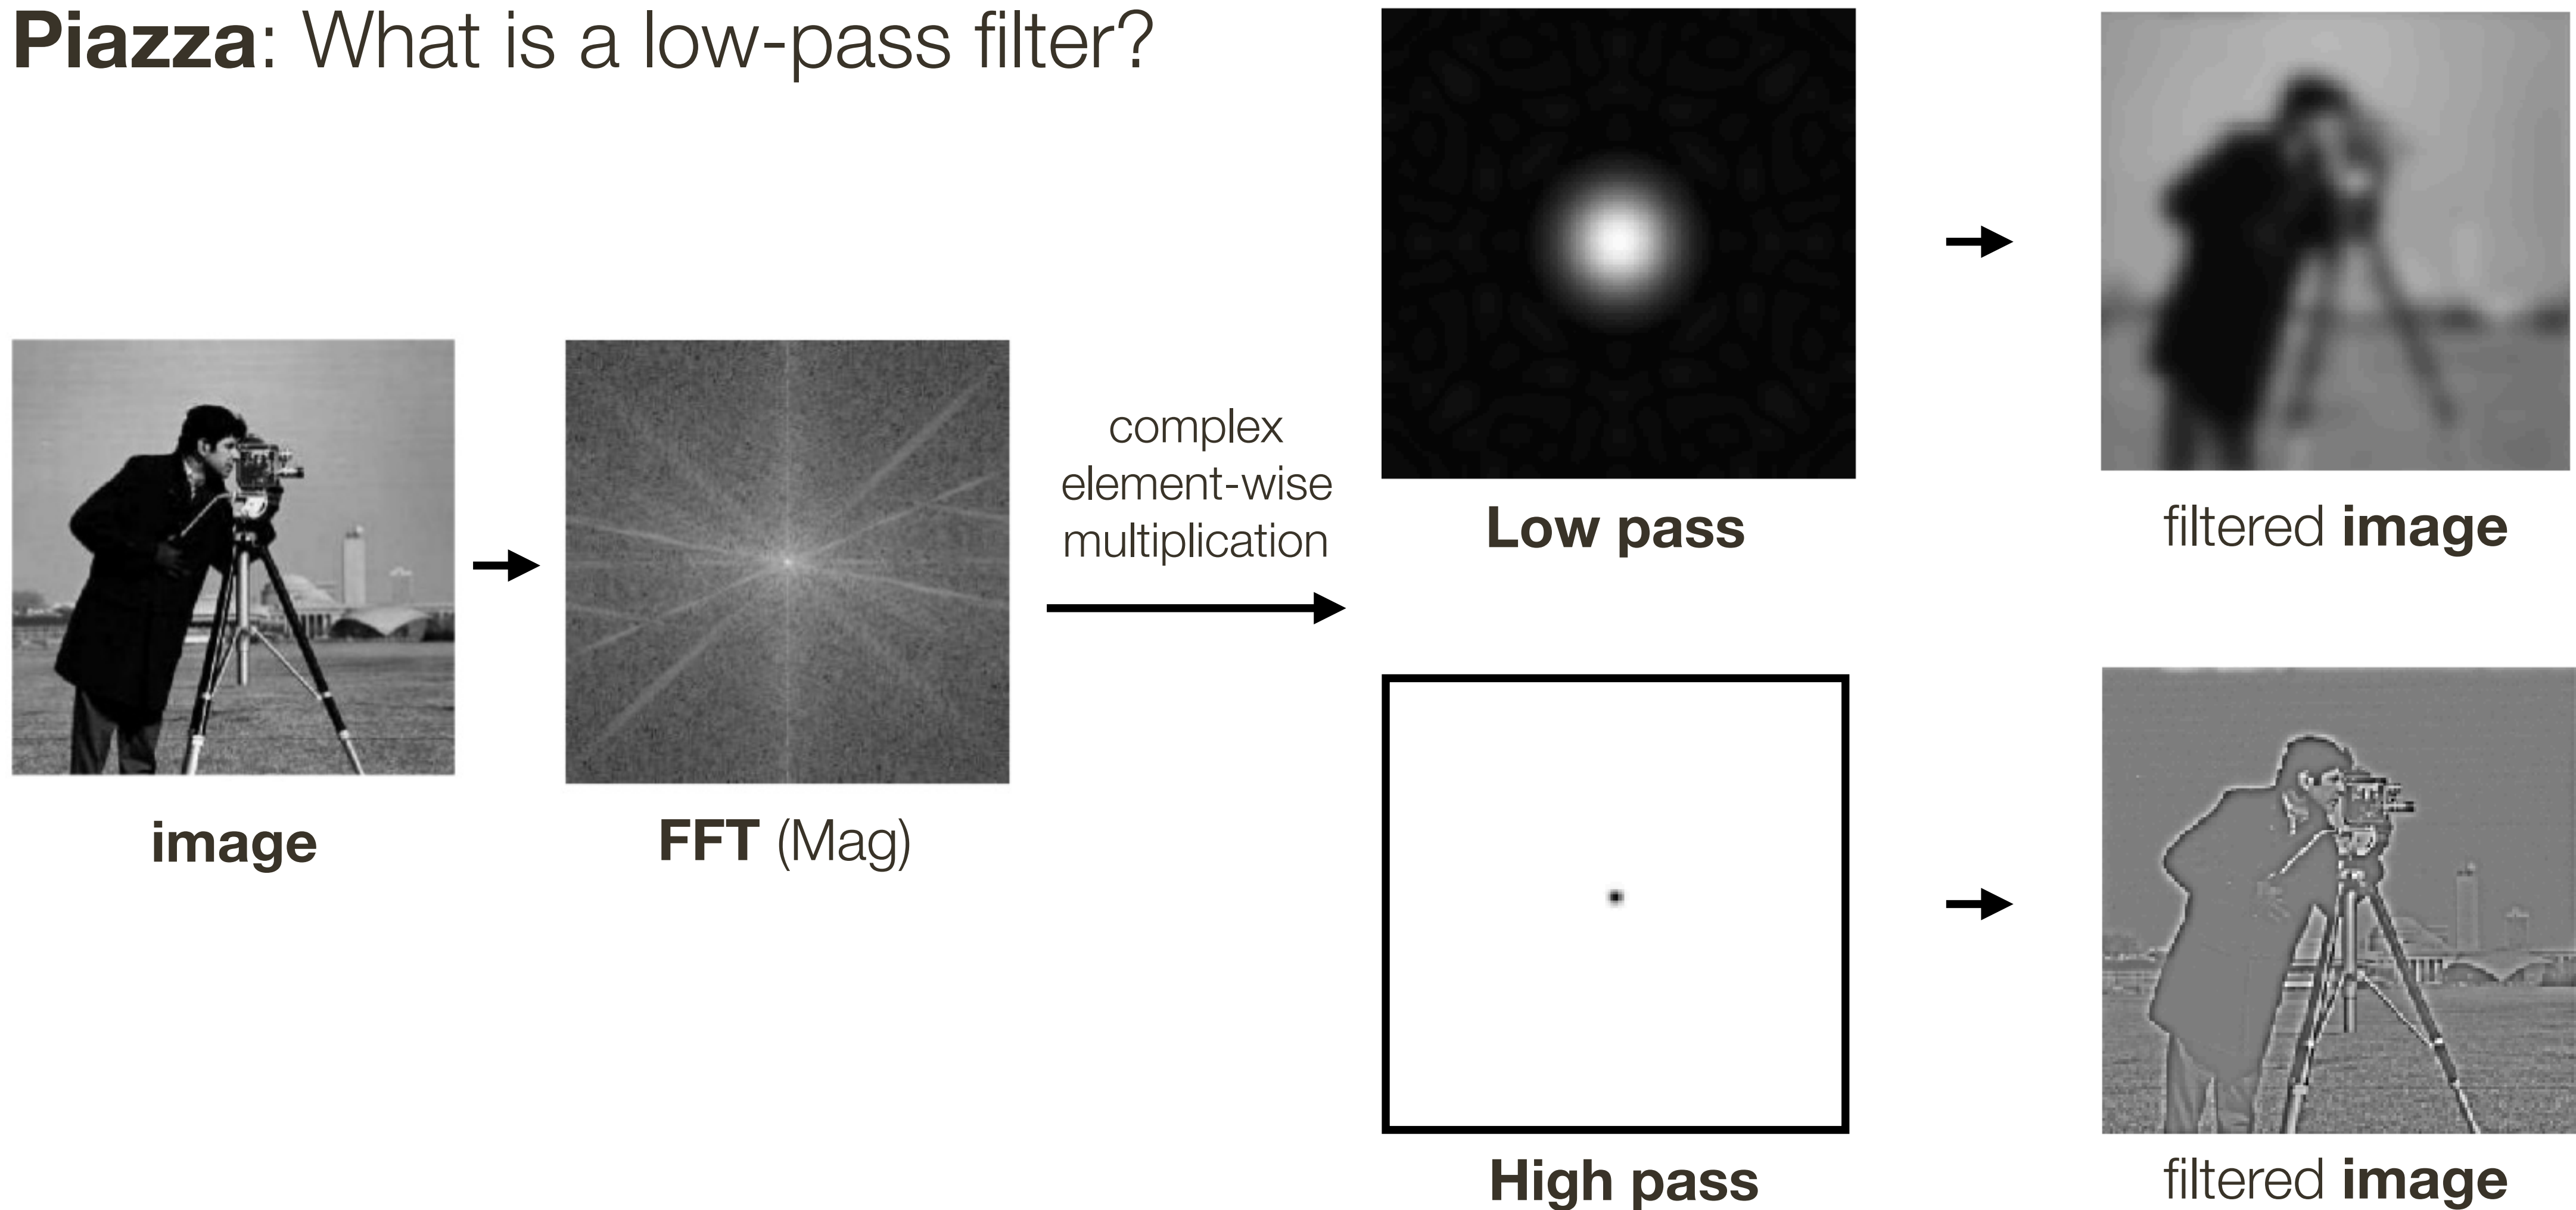 Piazza: What is a low-pass filter?
image
FFT (Mag)
complex
element-wise
multiplication
Low pass
filtered image
High pass
filtered image